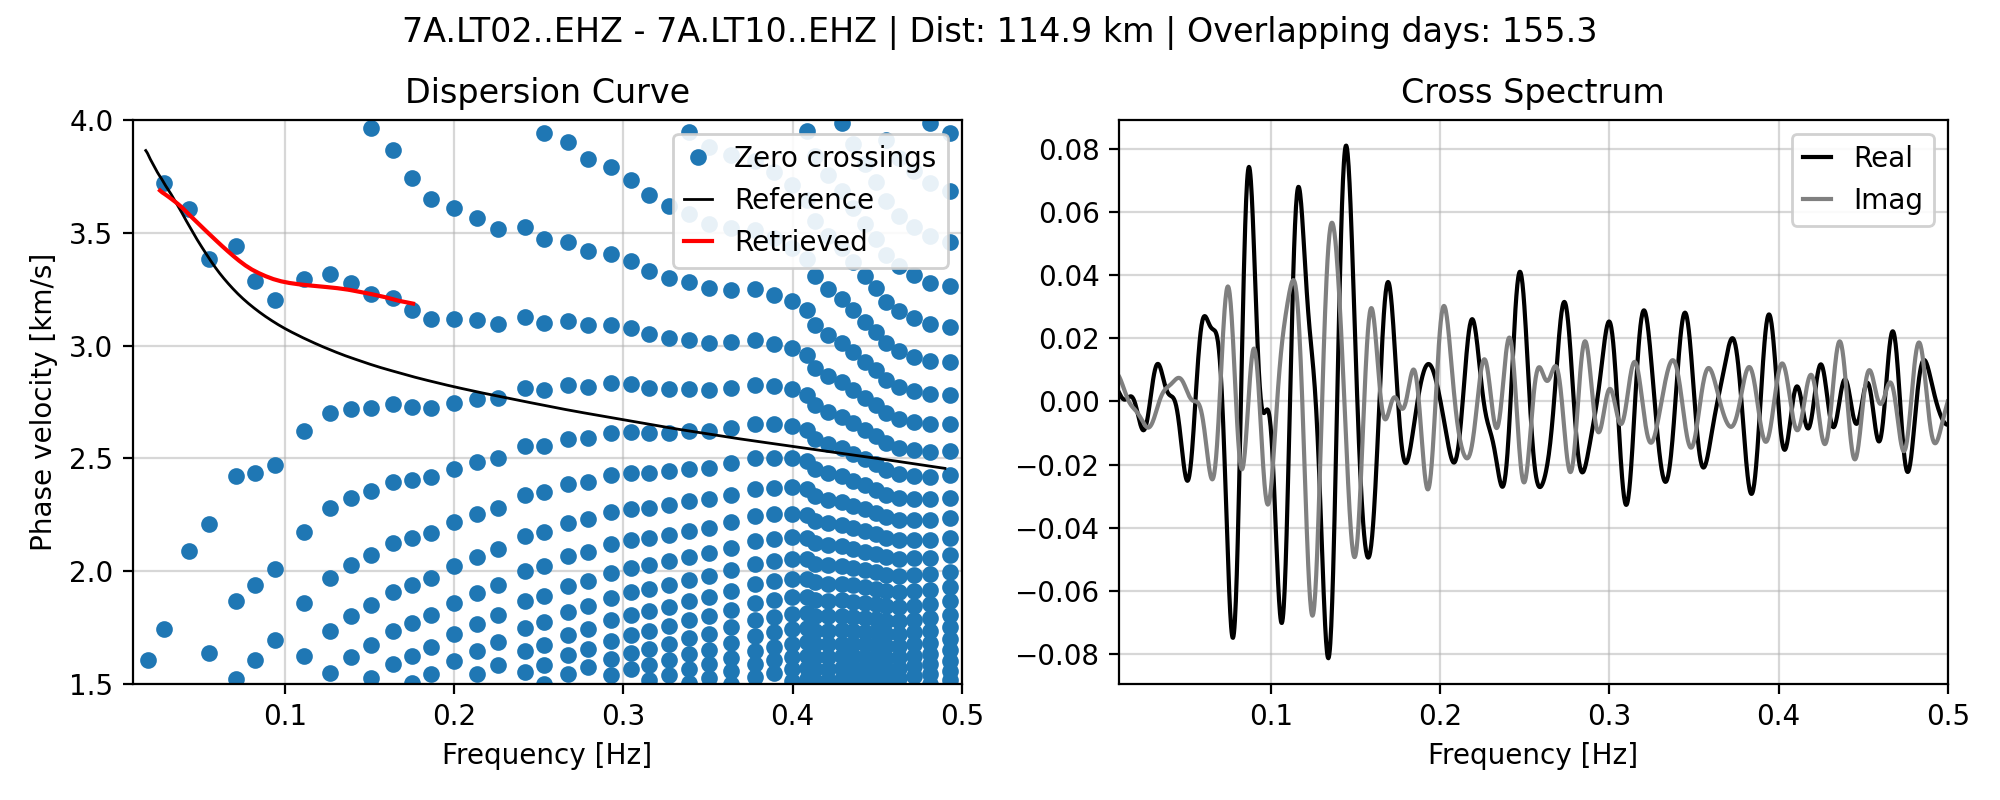 7A.LT02..EHZ - 7A.LT10..EHZ | Dist: 114.9 km | Overlapping days: 155.3
Dispersion Curve
4.0
3.5
3.0
2.5
2.0
1.5
Phase velocity [km/s]
0.1
0.2
0.3
0.4
0.5
Frequency [Hz]
Zero crossings
Reference
Retrieved
Cross Spectrum
0.08
0.06
0.04
0.02
0.00
−0.02
−0.04
−0.06
−0.08
0.1
0.2
0.3
0.4
0.5
Frequency [Hz]
Real
Imag